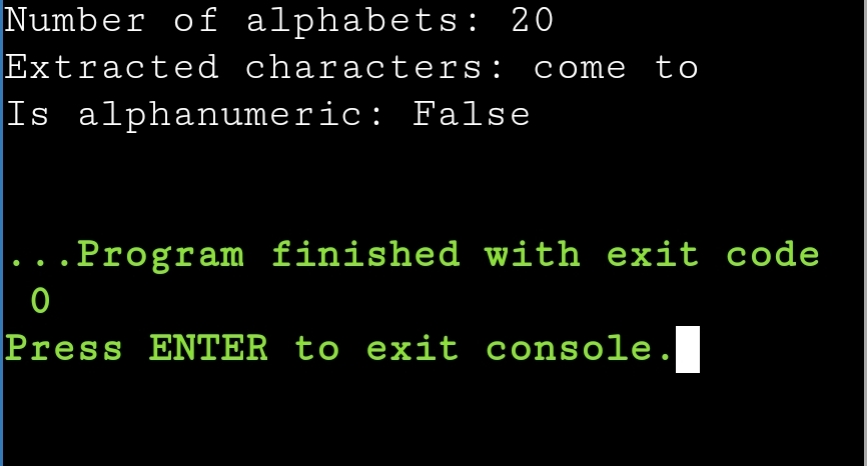 Number of alphabets: 20
Extracted characters: come to
Is alphanumeric: False
...Program finished with exit code
0
Press ENTER to exit console.